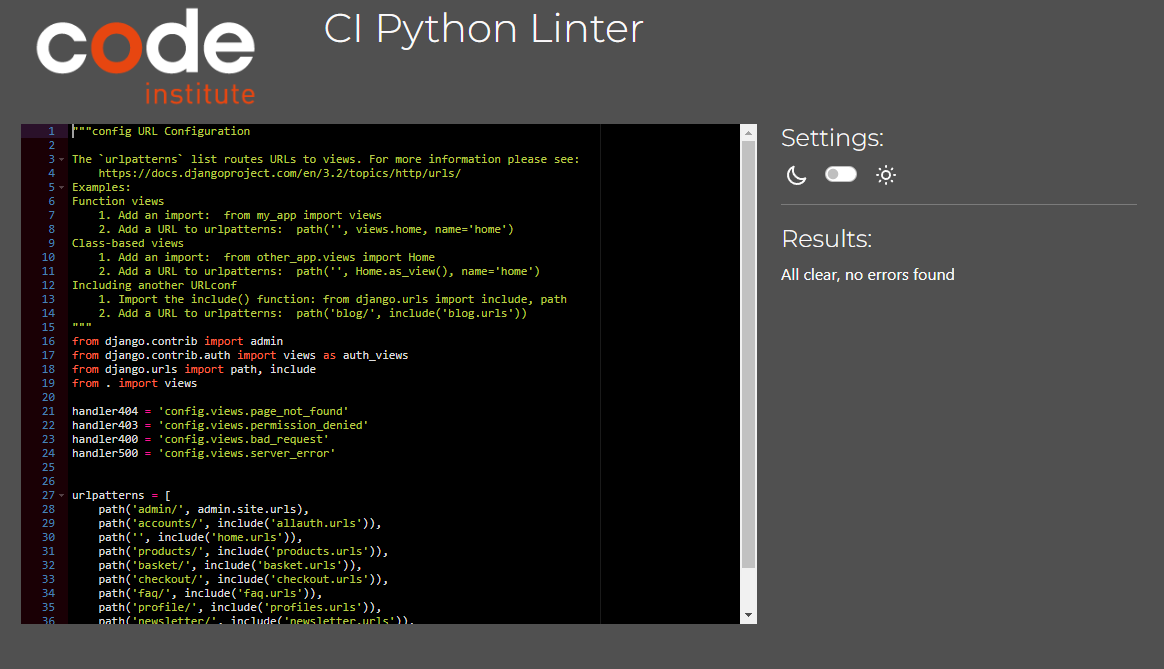 code
institute
CI Python Linter
1 """config URL Configuration
2
3 The `urlpatterns` list routes URLs to views. For more information please see:
4     https://docs.djangoproject.com/en/3.2/topics/http/urls/
5 Examples:
6 Function views
7     1. Add an import:  from my_app import views
8     2. Add a URL to urlpatterns:  path('', views.home, name='home')
9 Class-based views
10     1. Add an import:  from other_app.views import Home
11     2. Add a URL to urlpatterns:  path('', Home.as_view(), name='home')
12 Including another URLconf
13     1. Import the include() function: from django.urls import include, path
14     2. Add a URL to urlpatterns:  path('blog/', include('blog.urls'))
15 """
16 from django.contrib import admin
17 from django.contrib.auth import views as auth_views
18 from django.urls import path, include
19 from . import views
20
21 handler404 = 'config.views.page_not_found'
22 handler403 = 'config.views.permission_denied'
23 handler400 = 'config.views.bad_request'
24 handler500 = 'config.views.server_error'
25
26
27 urlpatterns = [
28     path('admin/', admin.site.urls),
29     path('accounts/', include('allauth.urls')),
30     path('', include('home.urls')),
31     path('products/', include('products.urls')),
32     path('basket/', include('basket.urls')),
33     path('checkout/', include('checkout.urls')),
34     path('faq/', include('faq.urls')),
35     path('profile/', include('profiles.urls')),
36     path('newsletter/', include('newsletter.urls')),
Settings:
Results:
All clear, no errors found